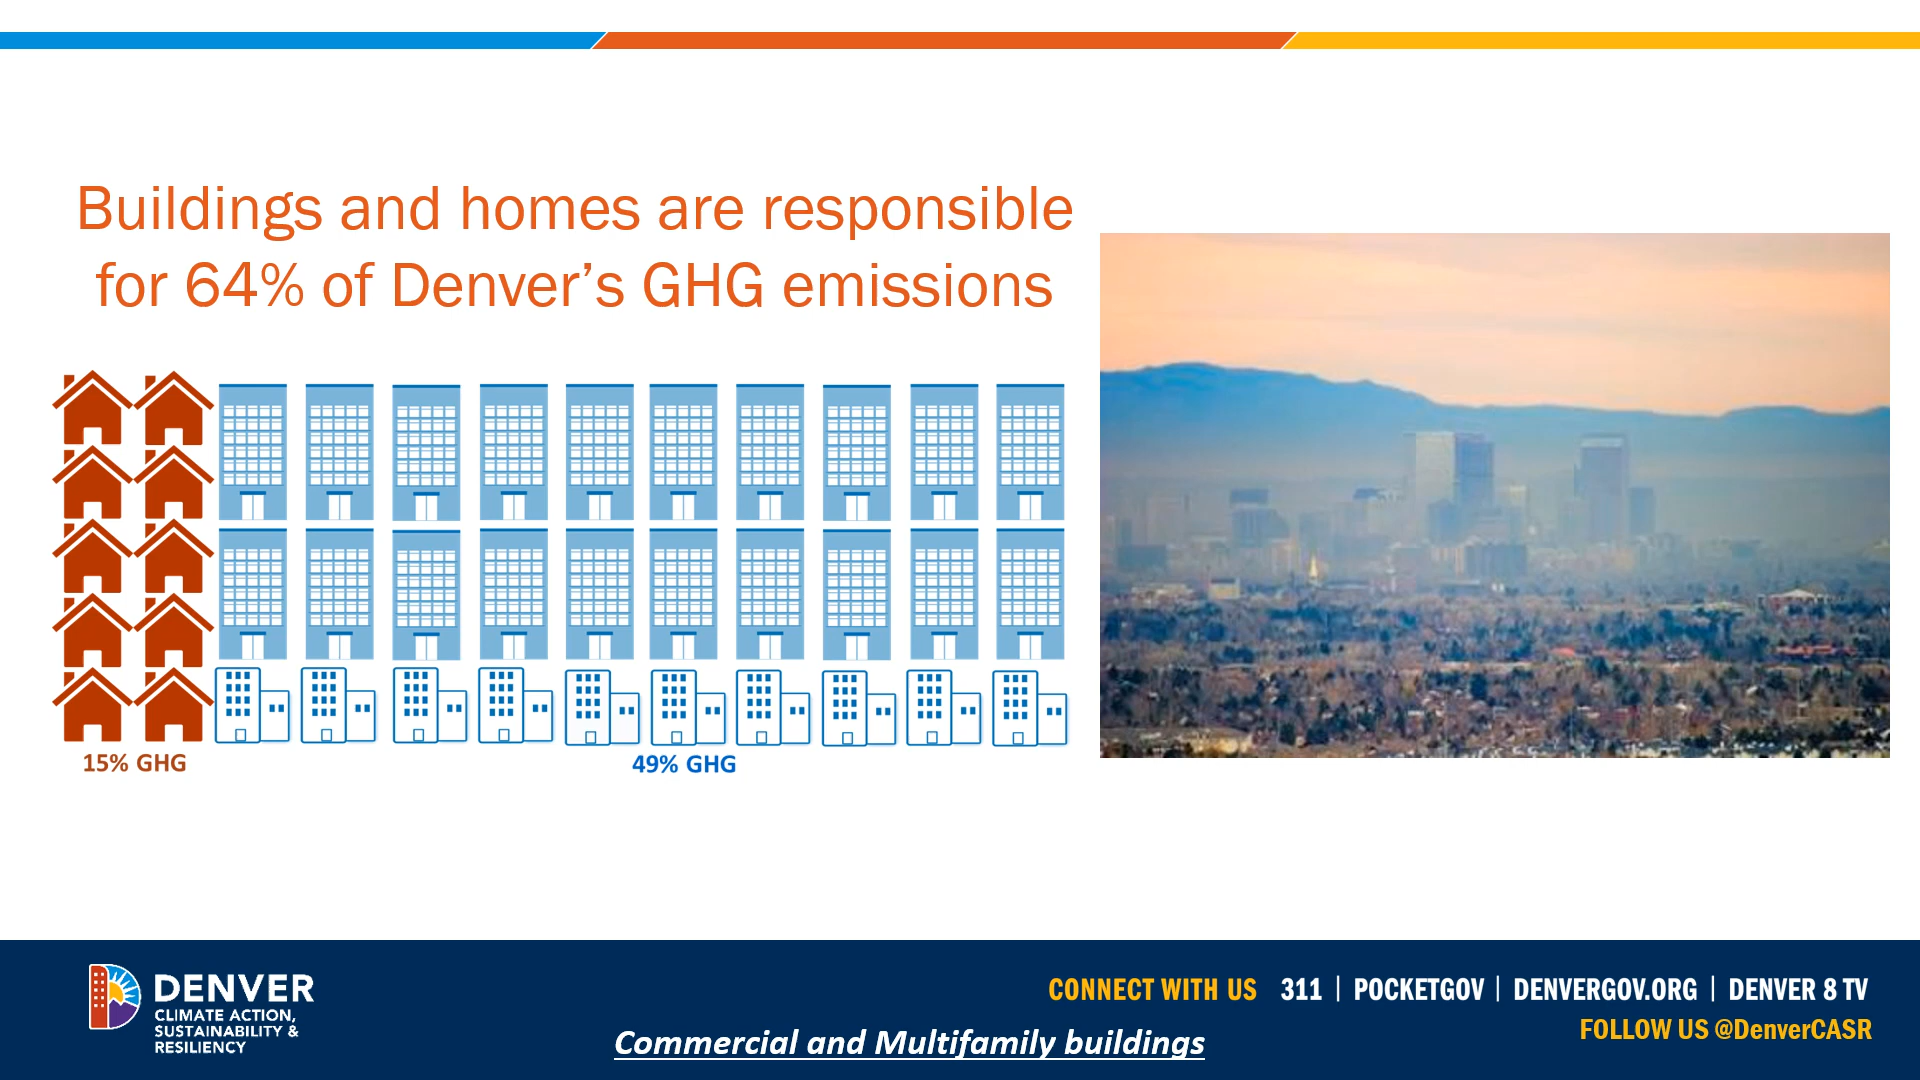 Buildings and homes are responsible
for 64% of Denver’s GHG emissions
15% GHG
49% GHG
DENVER
CLIMATE ACTION,
SUSTAINABILITY &
RESILIENCY
Commercial and Multifamily buildings
CONNECT WITH US 311 | POCKETGOV | DENVERGOV.ORG | DENVER 8 TV
FOLLOW US @DenverCASR